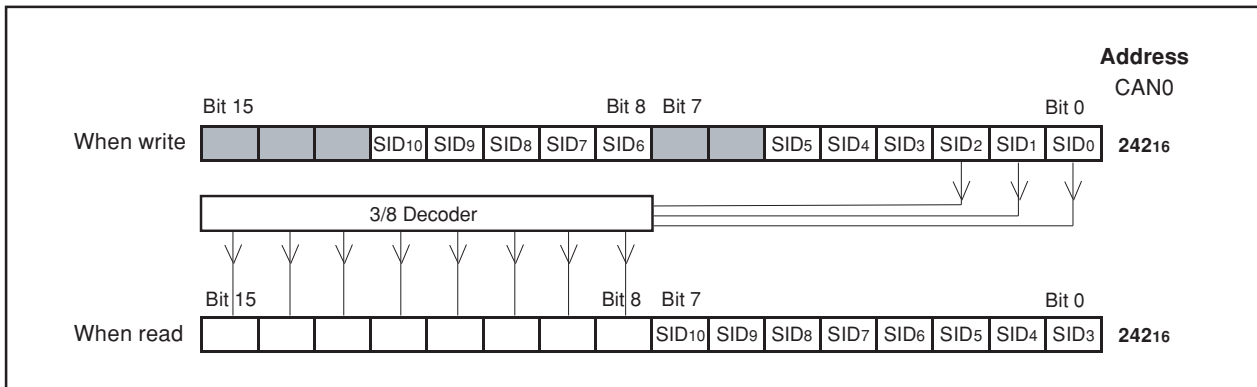 Address
CAN0
Bit 15 Bit 8 Bit 7 Bit 0
When write SID10 SID9 SID8 SID7 SID6 SID5 SID4 SID3 SID2 SID1 SID0 24216
3/8 Decoder
Bit 15 Bit 8 Bit 7 Bit 0
When read SID10 SID9 SID8 SID7 SID6 SID5 SID4 SID3 24216